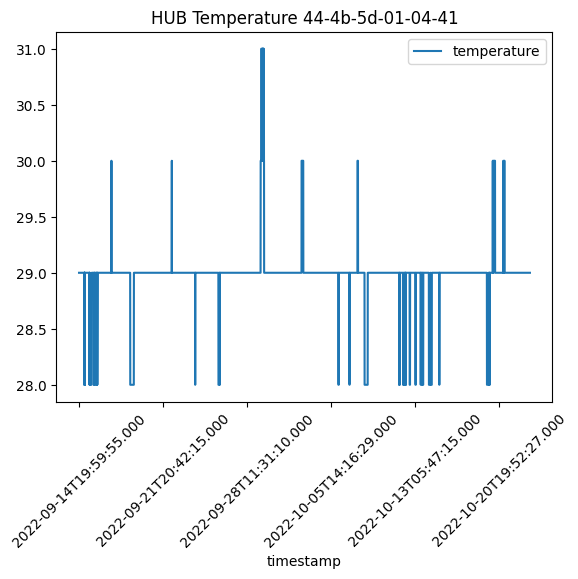 HUB Temperature 44-4b-5d-01-04-41
temperature
31.0
30.5
30.0
29.5
29.0
28.5
28.0
2022-09-14T19:59:55.000
2022-09-21T20:42:15.000
2022-09-28T11:31:10.000
2022-10-05T14:16:29.000
2022-10-13T05:47:15.000
2022-10-20T19:52:27.000
timestamp